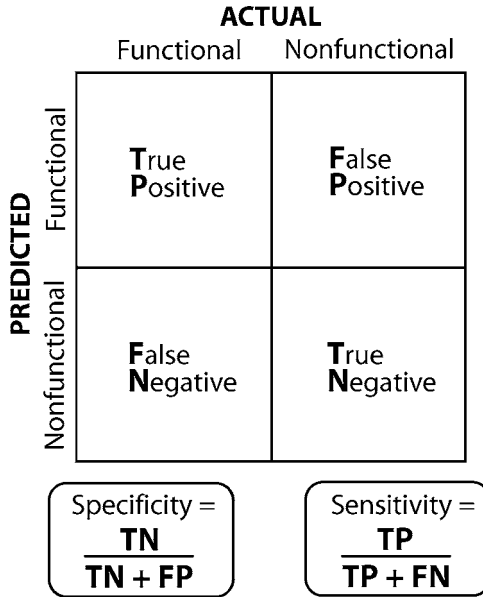 ACTUAL
Functional Nonfunctional
PREDICTED
Functional
Nonfunctional
True
Positive
False
Positive
False
Negative
True
Negative
Specificity =
TN
TN + FP
Sensitivity =
TP
TP + FN